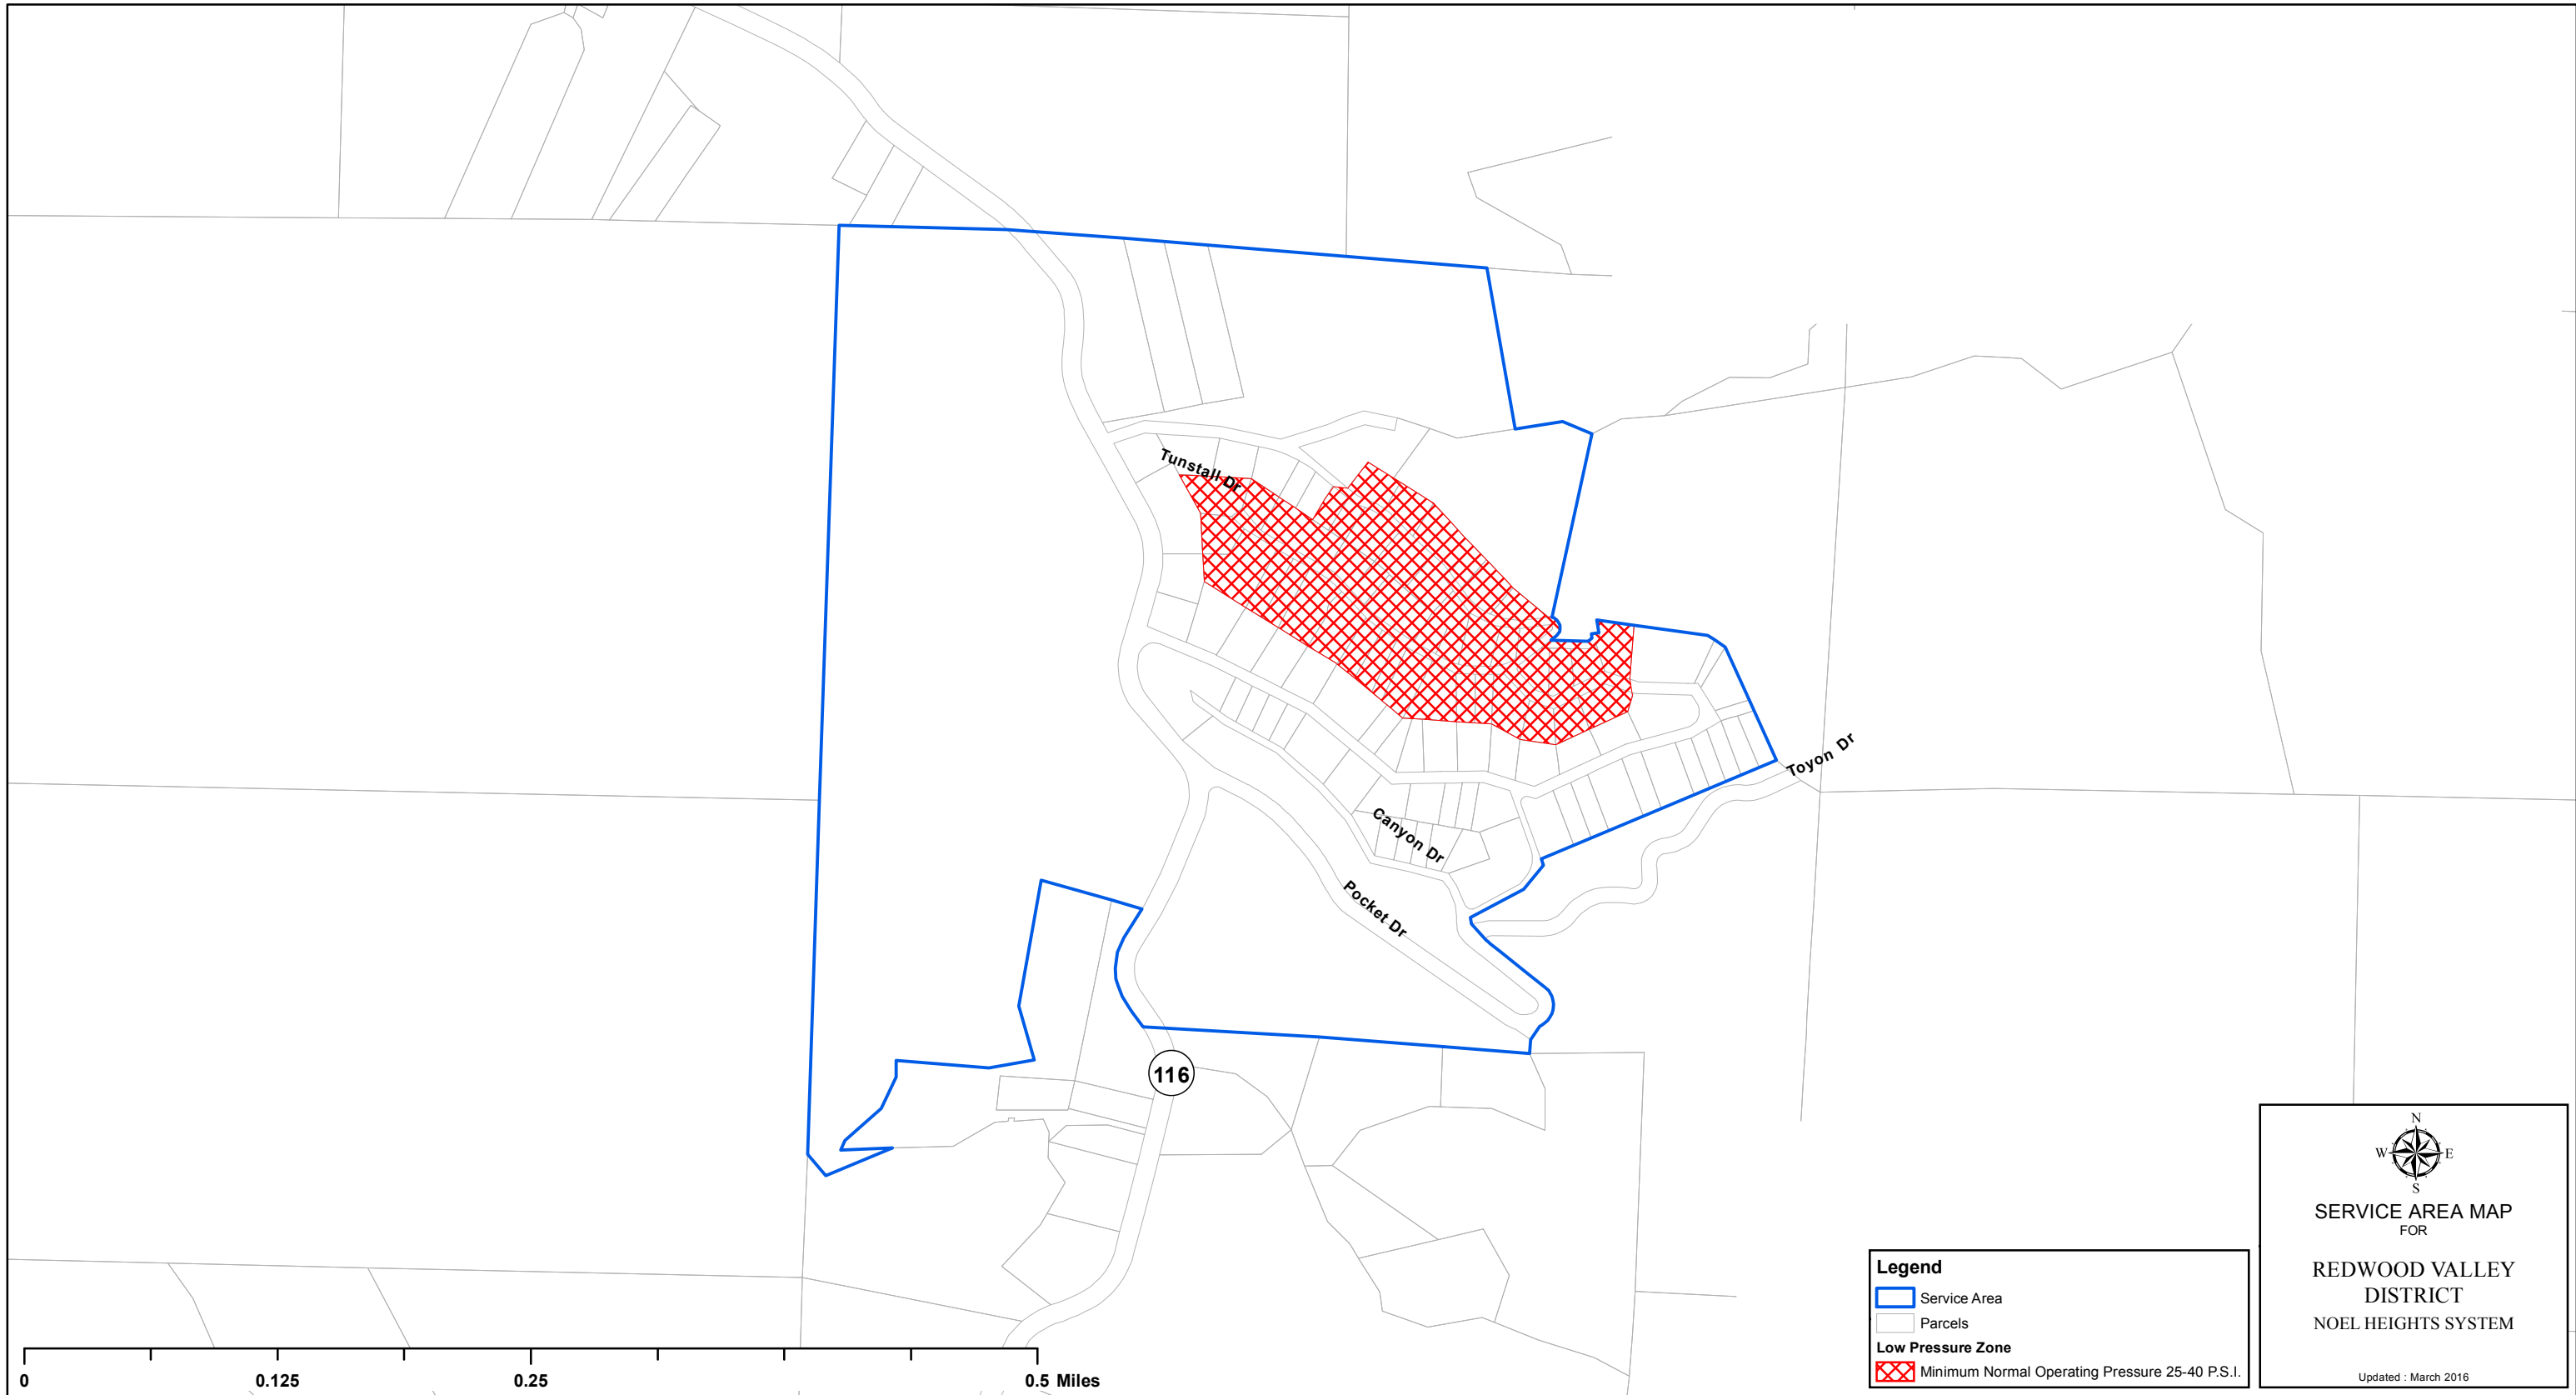 Tunstall Dr
Toyon Dr
Canyon Dr
Pocket Dr
116
N
W E
S
SERVICE AREA MAP
FOR
REDWOOD VALLEY
DISTRICT
NOEL HEIGHTS SYSTEM
Updated : March 2016
Legend
Service Area
Parcels
Low Pressure Zone
Minimum Normal Operating Pressure 25-40 P.S.I.
0 0.125 0.25 0.5 Miles